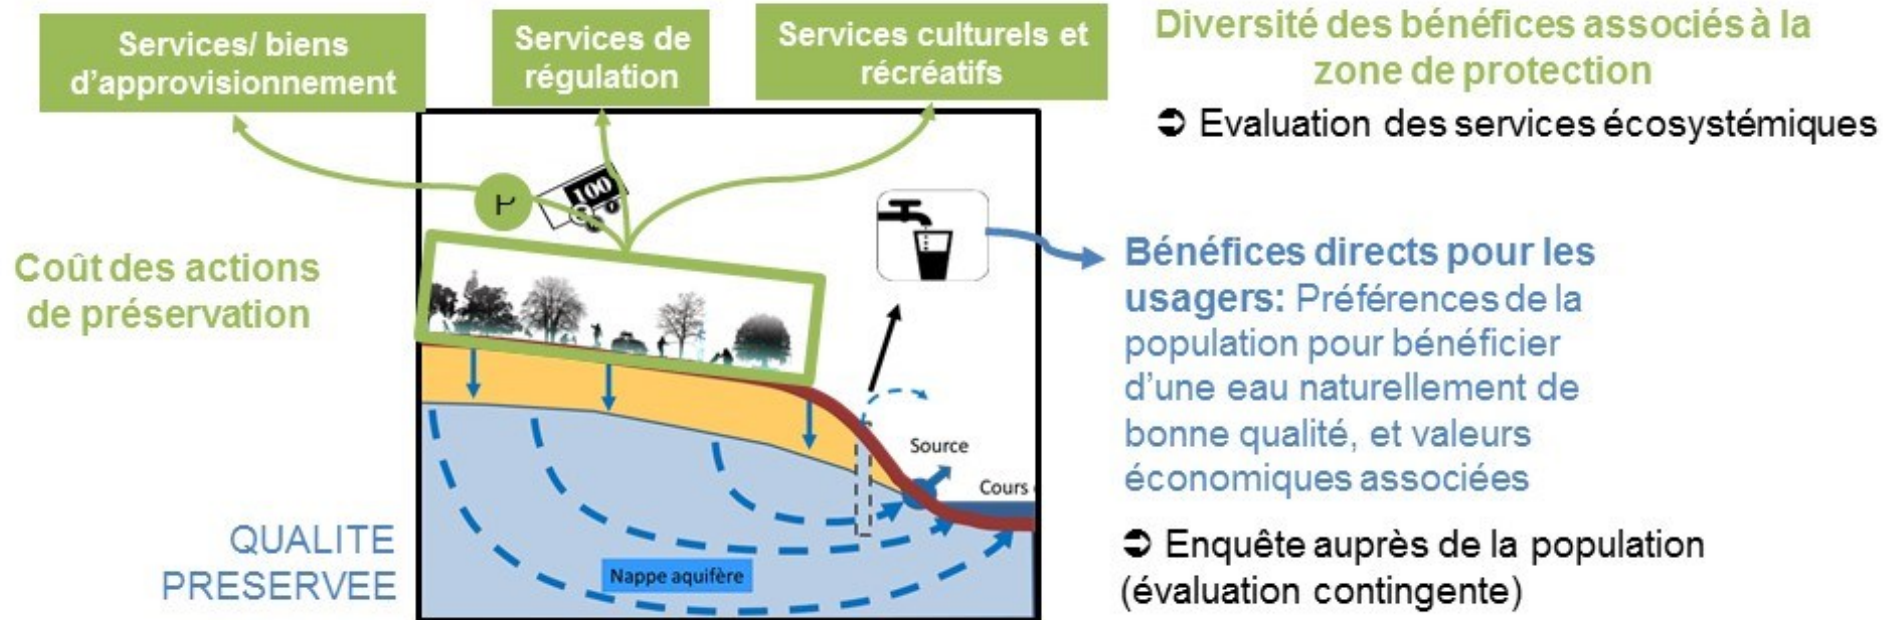 Services/ biens
d'approvisionnement
Services de
régulation
Services culturels et
récréatifs
Diversité des bénéfices associés à la
zone de protection
➲ Evaluation des services écosystémiques
100
Coût des actions
de préservation
Bénéfices directs pour les
usagers: Préférences de la
population pour bénéficier
d'une eau naturellement de
bonne qualité, et valeurs
économiques associées
Source
Cours
QUALITE
PRESERVEE
Nappe aquifère
➲ Enquête auprès de la population
(évaluation contingente)